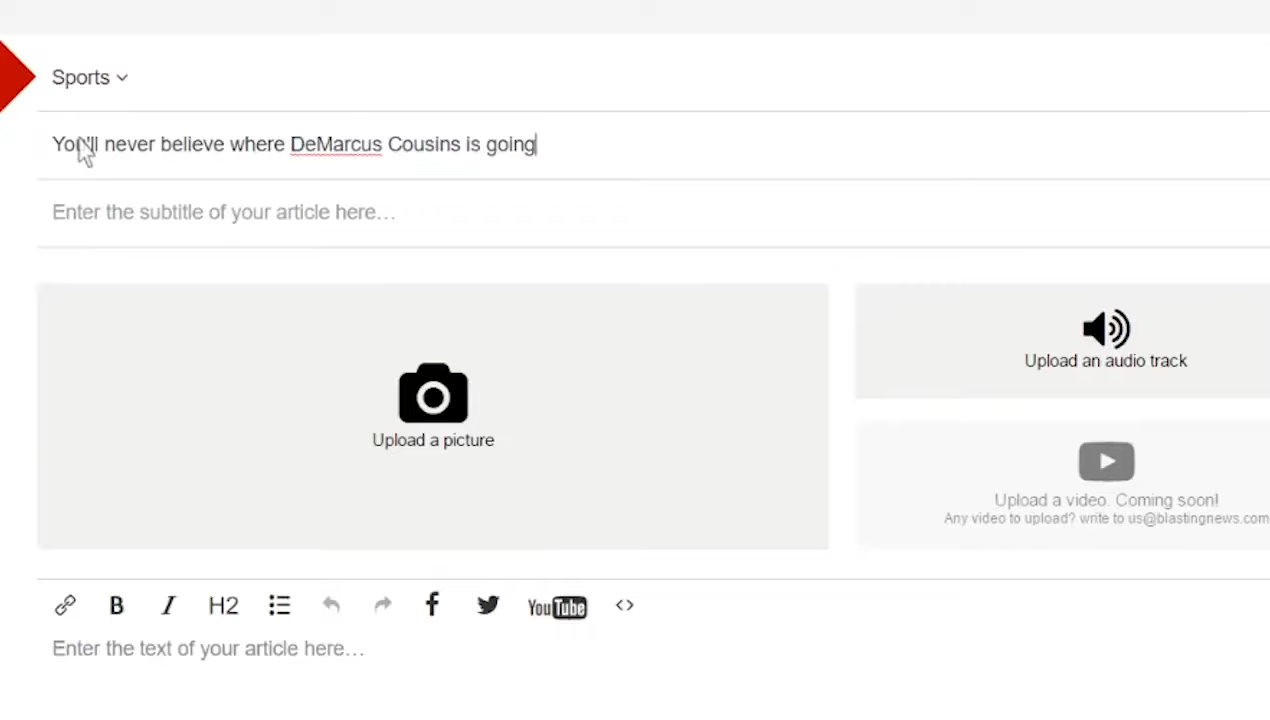 Sports
You'll never believe where DeMarcus Cousins is going
Enter the subtitle of your article here…
Upload a picture
Upload an audio track
Upload a video. Coming soon!
Any video to upload? write to us@blastingnews.com
B I H2 f You Tube <>
Enter the text of your article here…